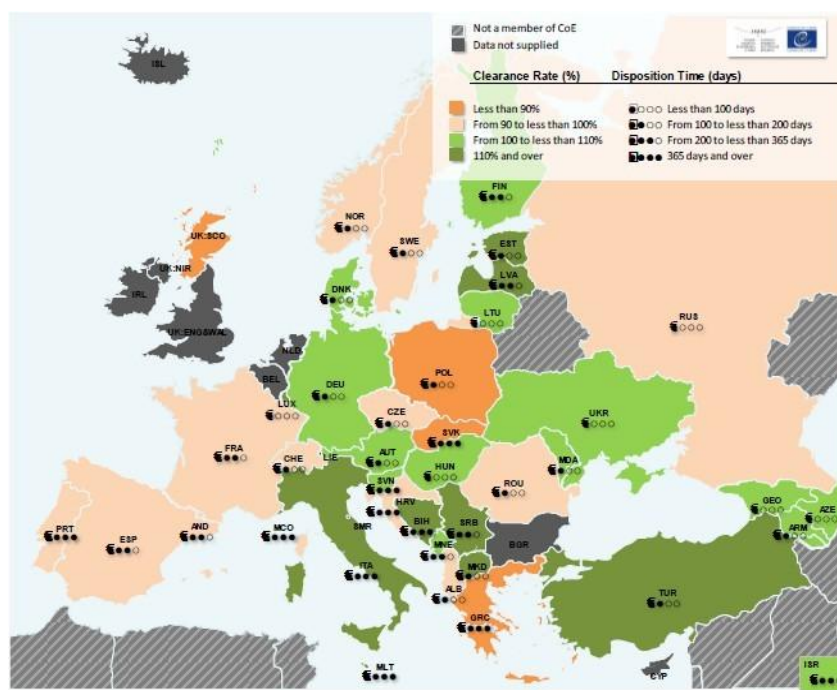 Not a member of CoE
Data not supplied
Clearance Rate (%) Disposition Time (days)
Less than 90%
From 90 to less than 100%
From 100 to less than 110%
110% and over
Less than 100 days
From 100 to less than 200 days
From 200 to less than 365 days
365 days and over
ISL
FIN
NOR
SWE
UK:SCO
EST
UK:NIR
LVA
DNK
IRL
LTU
RUS
UK:ENG&WAL
NLD
POL
BEL
DEU
LUX
CZE
UKR
FRA
SVK
CHE
LIE
AUT
HUN
MDA
SVN
ROU
HRV
GEO
AZE
PRT
ESP
AND
MCO
SMR
BIH
SRB
ARM
MNE
BGR
ITA
MKD
ALB
TUR
GRC
MLT
CYP
ISR